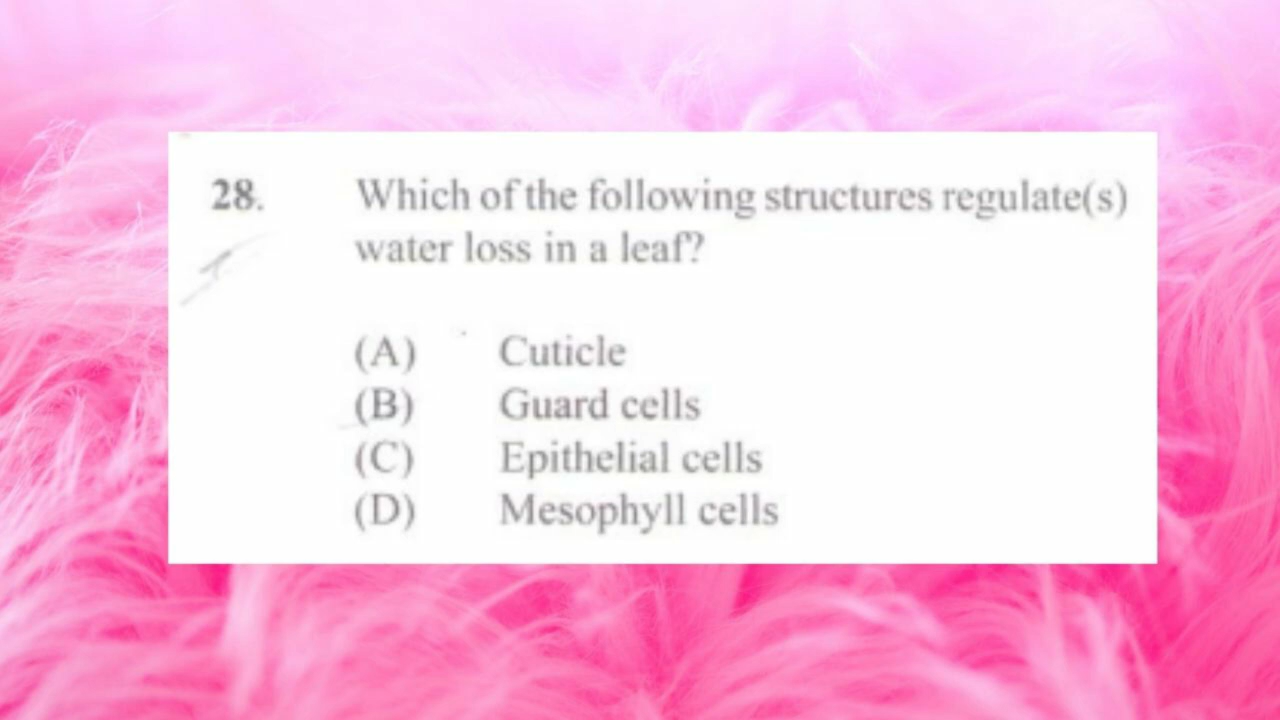 28. Which of the following structures regulate(s)
water loss in a leaf?
(A) Cuticle
(B) Guard cells
(C) Epithelial cells
(D) Mesophyll cells